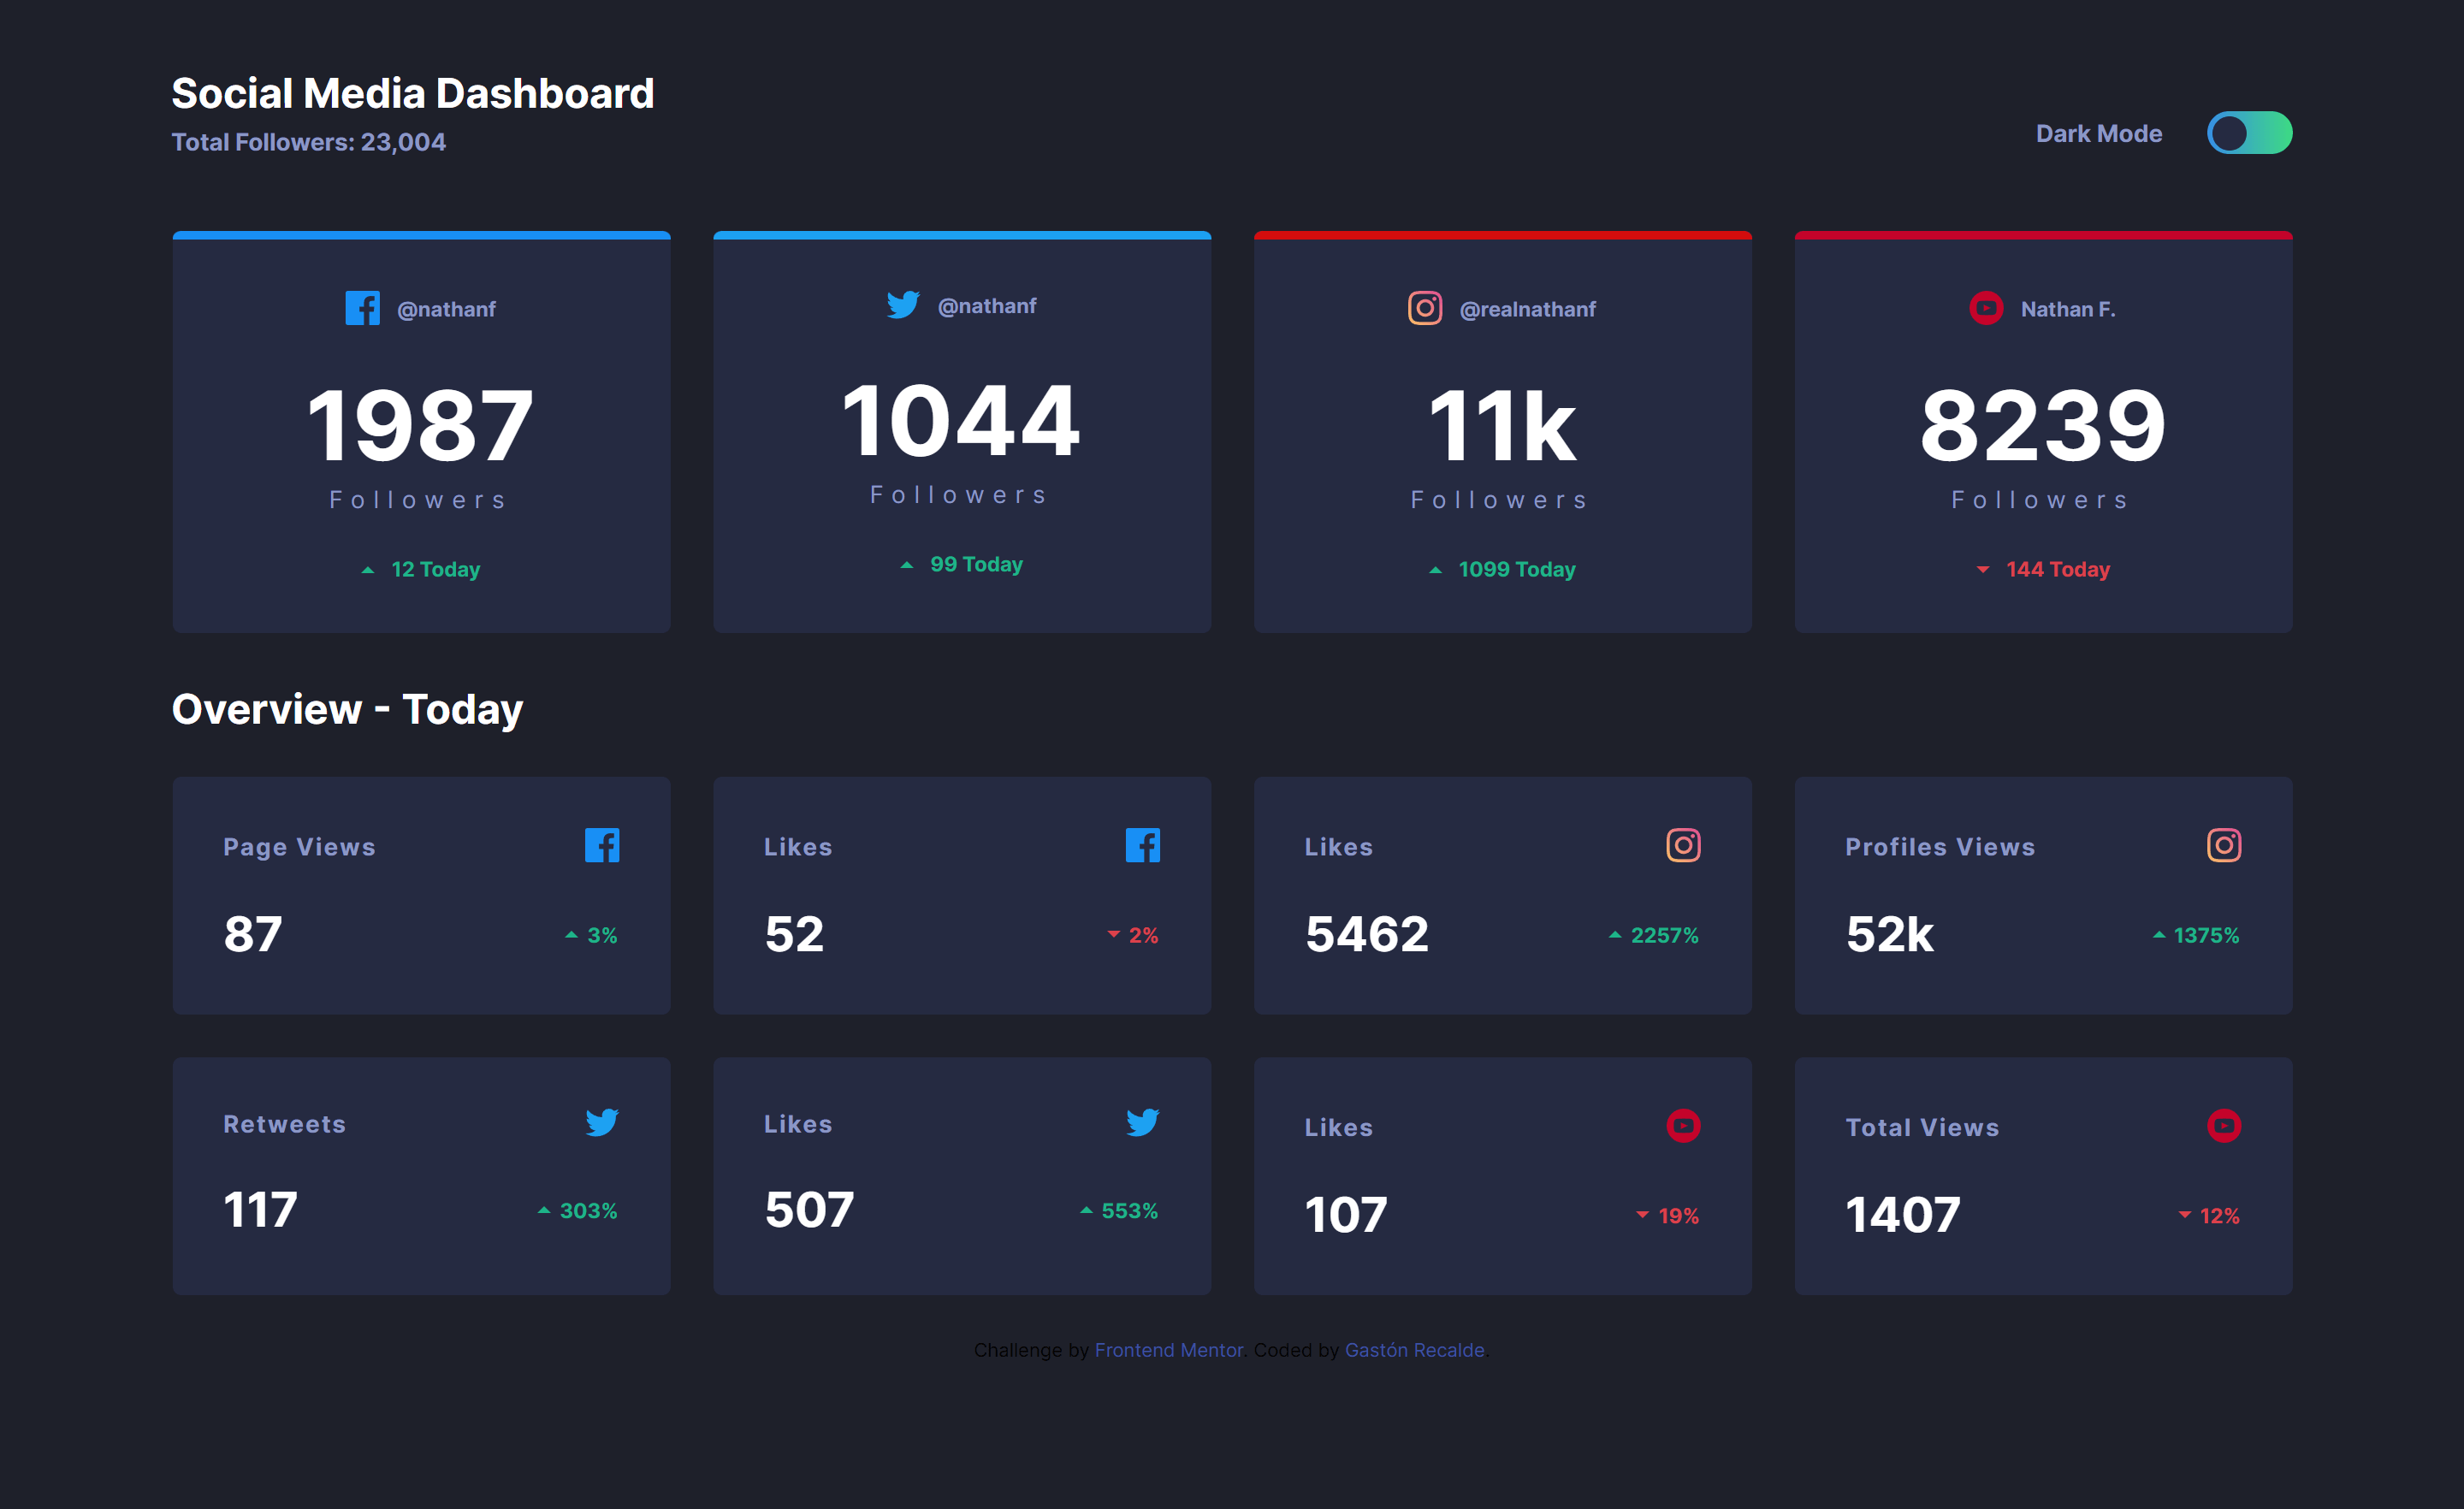 Social Media Dashboard
Total Followers: 23,004
Dark Mode
@nathanf
1987
Followers
12 Today
@nathanf
1044
Followers
99 Today
@realnathanf
11k
Followers
1099 Today
Nathan F.
8239
Followers
144 Today
Overview - Today
Page Views
87
3%
Likes
52
2%
Likes
5462
2257%
Profiles Views
52k
1375%
Retweets
117
303%
Likes
507
553%
Likes
107
19%
Total Views
1407
12%
Challenge by Frontend Mentor. Coded by Gastón Recalde.